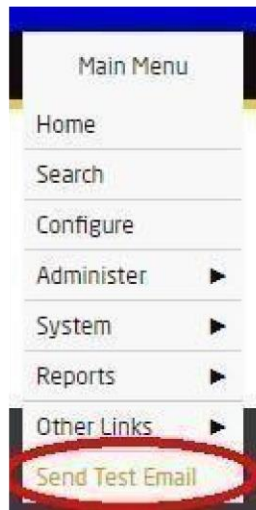 Main Menu
Home
Search
Configure
Administer
System
Reports
Other Links
Send Test Email